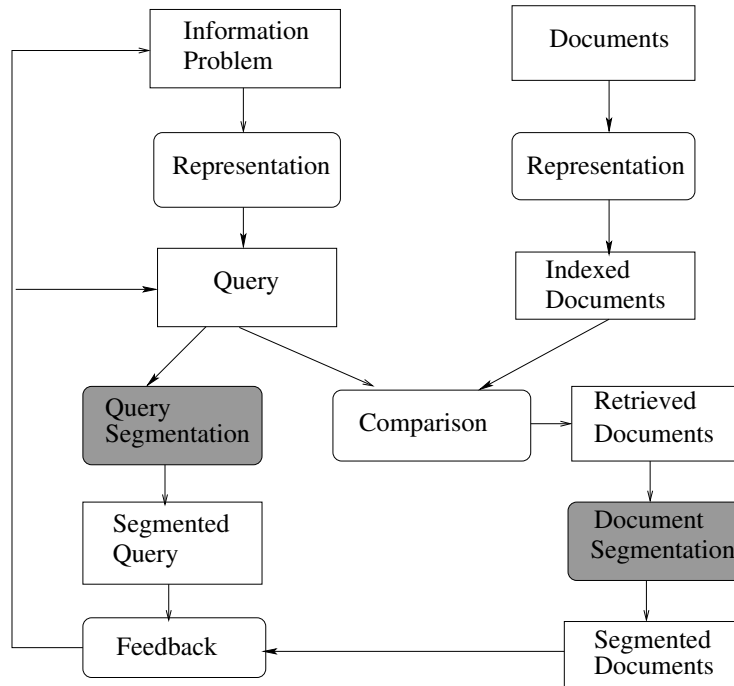 Information
Problem
Documents
Representation
Representation
Query
Indexed
Documents
Query
Segmentation
Comparison
Retrieved
Documents
Segmented
Query
Document
Segmentation
Feedback
Segmented
Documents